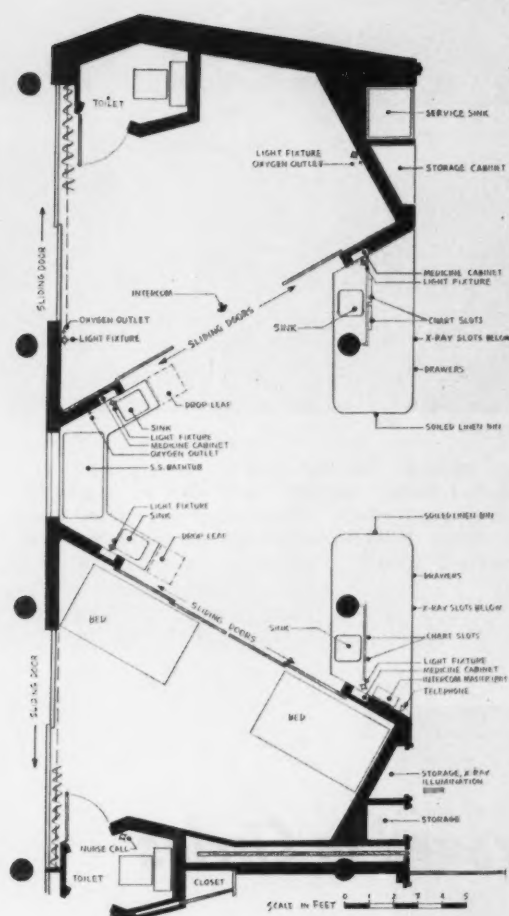 TOILET
SERVICE SINK
LIGHT FIXTURE
OXYGEN OUTLET
STORAGE CABINET
SLIDING DOOR
MEDICINE CABINET
LIGHT FIXTURE
INTERCOM
SLIDING DOORS
SINK
CHART SLOTS
OXYGEN OUTLET
LIGHT FIXTURE
X-RAY SLOTS BELOW
DRAWERS
DROP LEAF
SINK
LIGHT FIXTURE
MEDICINE CABINET
OXYGEN OUTLET
SOILED LINEN BIN
S.S. BATHTUB
LIGHT FIXTURE
SINK
DROP LEAF
SOILED LINEN BIN
DRAWERS
BED
SLIDING DOORS
X-RAY SLOTS BELOW
SINK
CHART SLOTS
LIGHT FIXTURE
MEDICINE CABINET
INTERCOM MASTER
TELEPHONE
SLIDING DOOR
BED
STORAGE, X-RAY
ILLUMINATION
STORAGE
NURSE CALL
TOILET
CLOSET
SCALE IN FEET 0 1 2 3 4 5